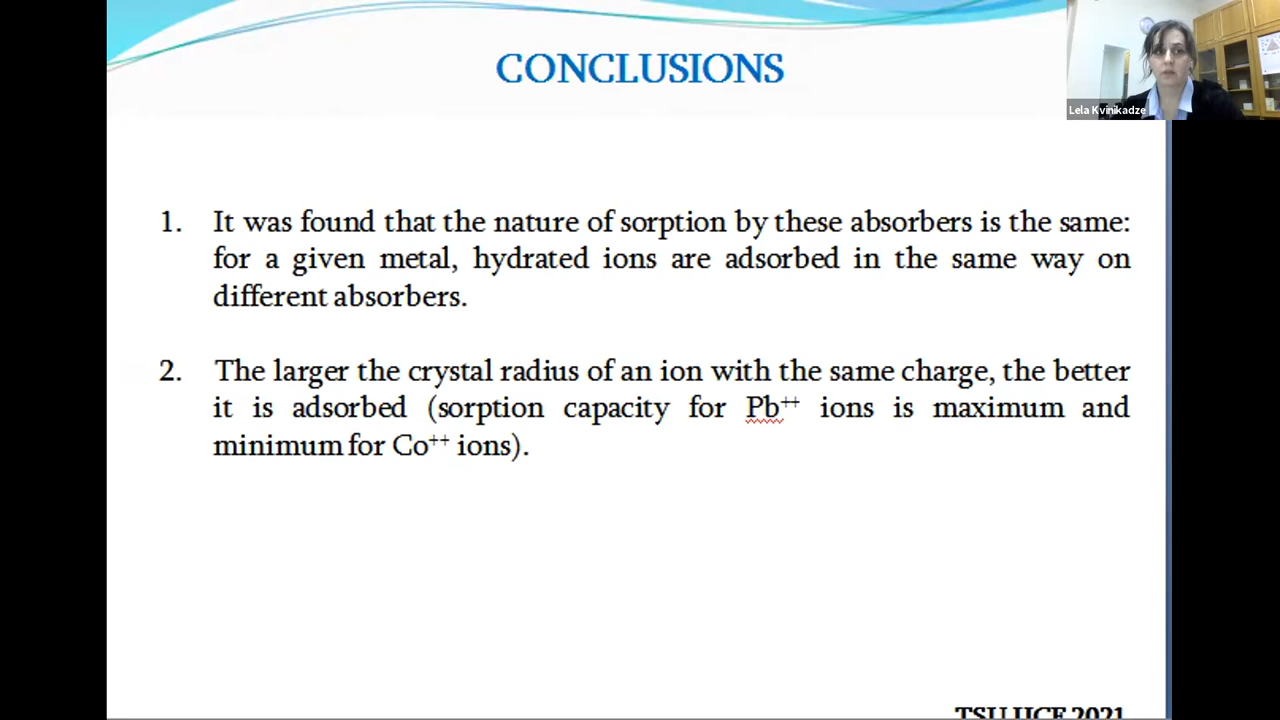 CONCLUSIONS
Lela Kvinikadze
1. It was found that the nature of sorption by these absorbers is the same:
for a given metal, hydrated ions are adsorbed in the same way on
different absorbers.
2. The larger the crystal radius of an ion with the same charge, the better
it is adsorbed (sorption capacity for Pb⁺⁺ ions is maximum and
minimum for Co⁺⁺ ions).
2021